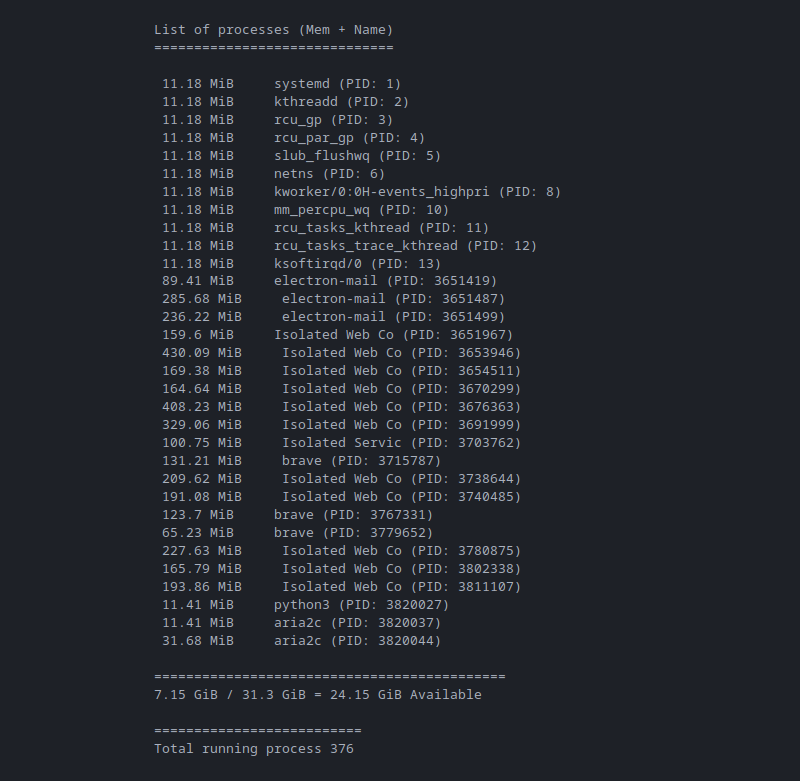 List of processes (Mem + Name)
==============================
11.18 MiB     systemd (PID: 1)
11.18 MiB     kthreadd (PID: 2)
11.18 MiB     rcu_gp (PID: 3)
11.18 MiB     rcu_par_gp (PID: 4)
11.18 MiB     slub_flushwq (PID: 5)
11.18 MiB     netns (PID: 6)
11.18 MiB     kworker/0:0H-events_highpri (PID: 8)
11.18 MiB     mm_percpu_wq (PID: 10)
11.18 MiB     rcu_tasks_kthread (PID: 11)
11.18 MiB     rcu_tasks_trace_kthread (PID: 12)
11.18 MiB     ksoftirqd/0 (PID: 13)
89.41 MiB     electron-mail (PID: 3651419)
285.68 MiB     electron-mail (PID: 3651487)
236.22 MiB     electron-mail (PID: 3651499)
159.6 MiB     Isolated Web Co (PID: 3651967)
430.09 MiB     Isolated Web Co (PID: 3653946)
169.38 MiB     Isolated Web Co (PID: 3654511)
164.64 MiB     Isolated Web Co (PID: 3670299)
408.23 MiB     Isolated Web Co (PID: 3676363)
329.06 MiB     Isolated Web Co (PID: 3691999)
100.75 MiB     Isolated Servic (PID: 3703762)
131.21 MiB     brave (PID: 3715787)
209.62 MiB     Isolated Web Co (PID: 3738644)
191.08 MiB     Isolated Web Co (PID: 3740485)
123.7 MiB     brave (PID: 3767331)
65.23 MiB     brave (PID: 3779652)
227.63 MiB     Isolated Web Co (PID: 3780875)
165.79 MiB     Isolated Web Co (PID: 3802338)
193.86 MiB     Isolated Web Co (PID: 3811107)
11.41 MiB     python3 (PID: 3820027)
11.41 MiB     aria2c (PID: 3820037)
31.68 MiB     aria2c (PID: 3820044)
============================================
7.15 GiB / 31.3 GiB = 24.15 GiB Available
==========================
Total running process 376